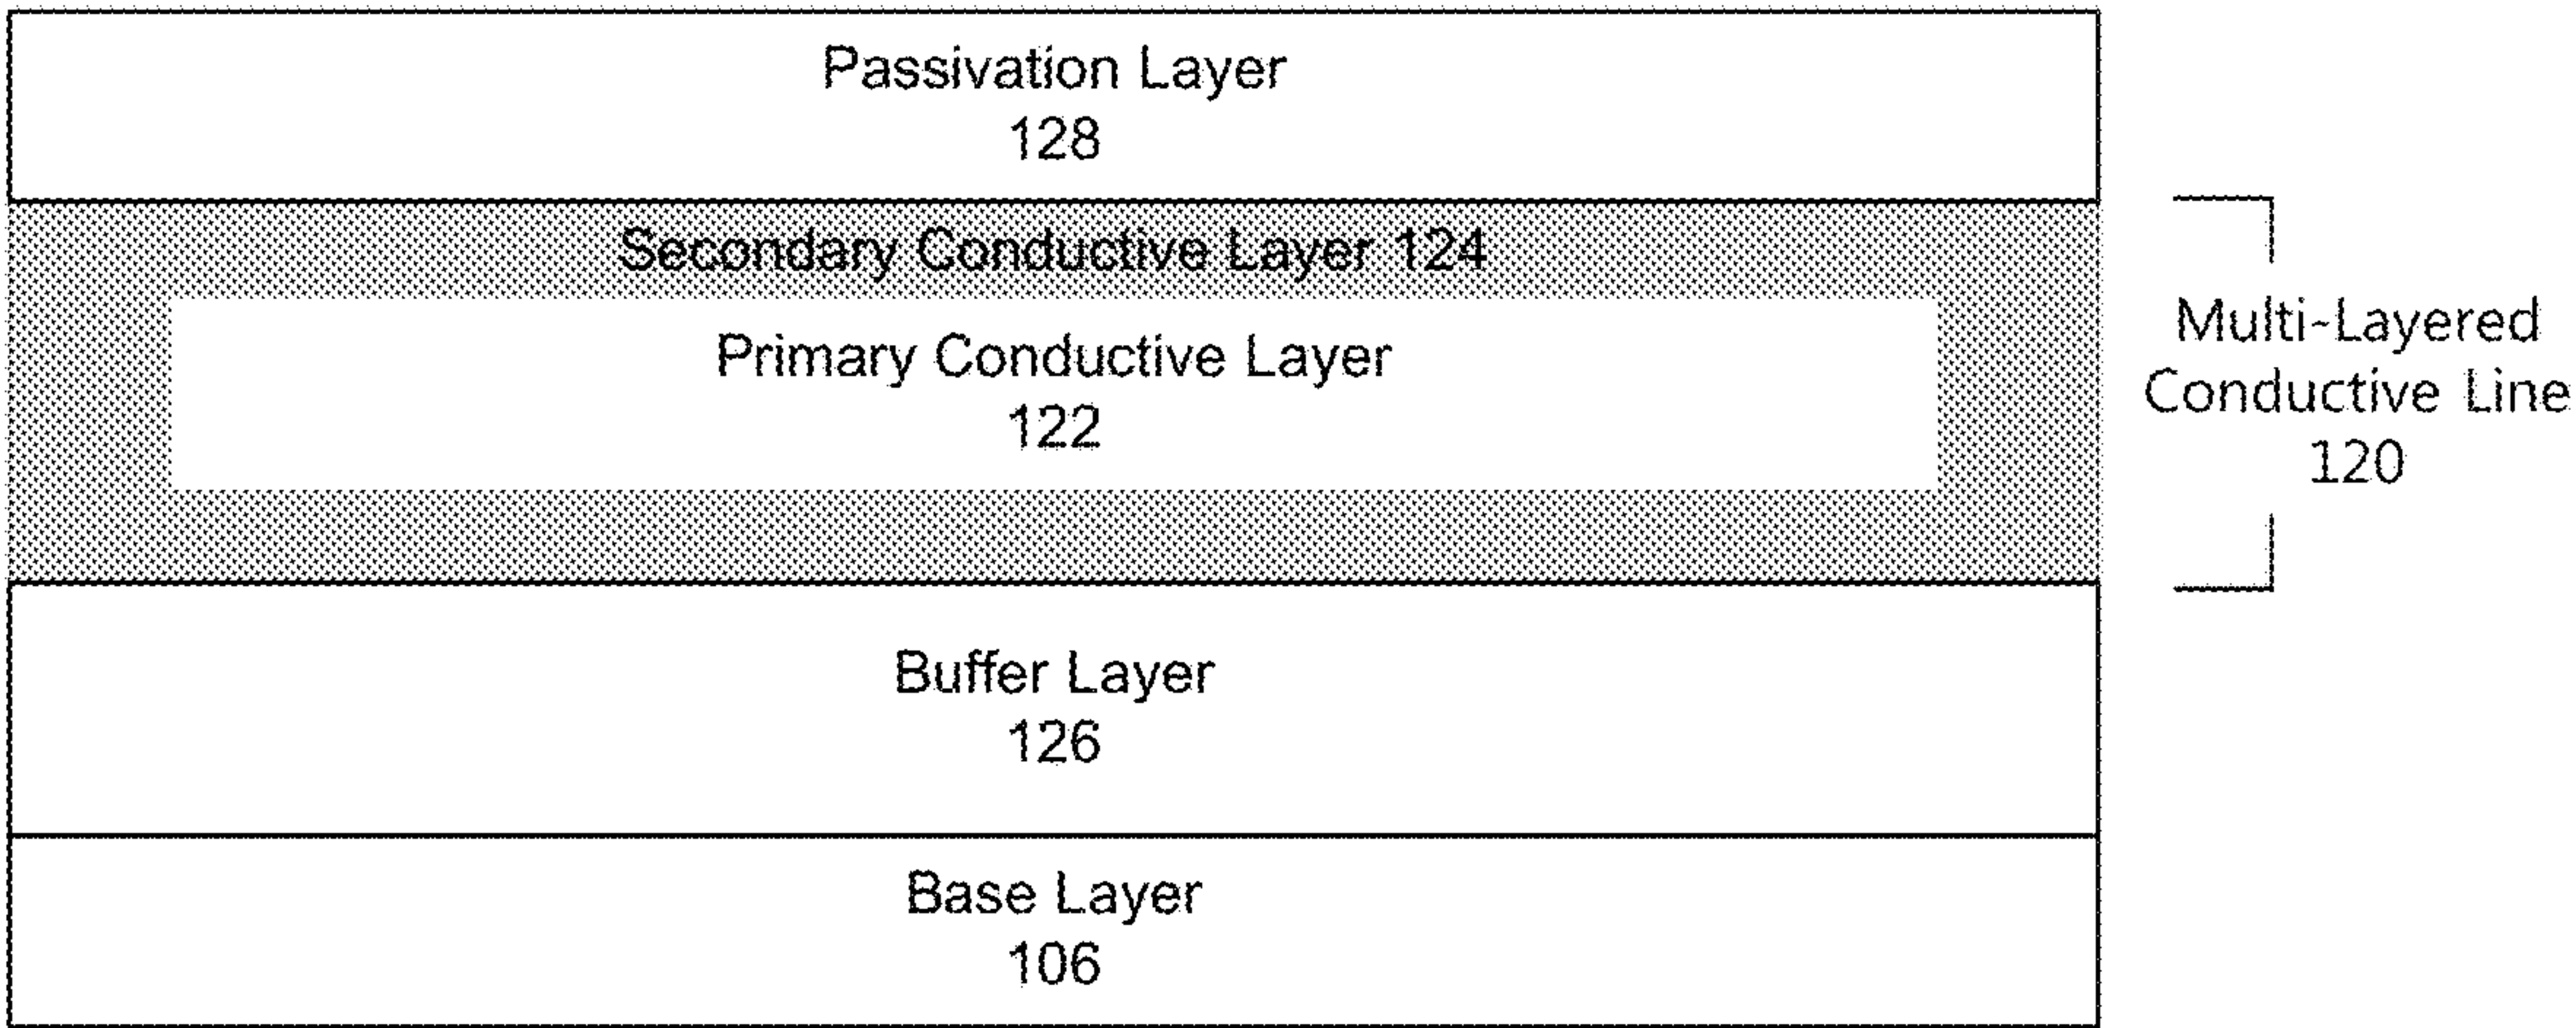 Passivation Layer
128
Secondary Conductive Layer 124
Primary Conductive Layer
122
Multi-Layered
Conductive Line
120
Buffer Layer
126
Base Layer
106